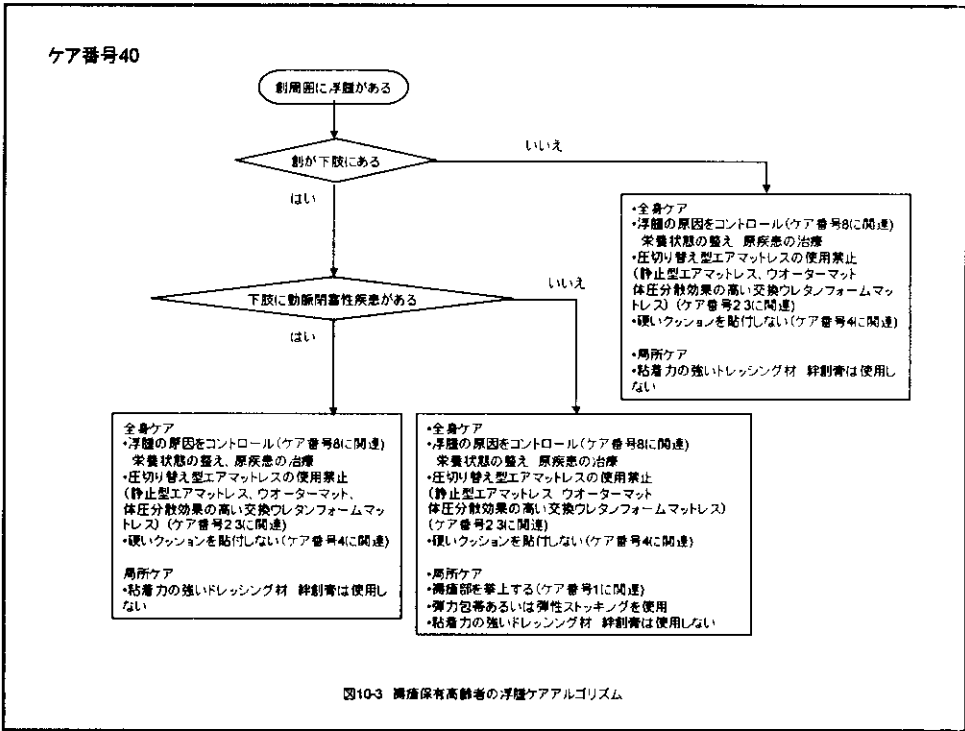 ケア番号40
創周囲に浮腫がある
創が下肢にある
いいえ
はい
・全身ケア
・浮腫の原因をコントロール(ケア番号8に関連)
栄養状態の整え 原疾患の治療
・圧切り替え型エアマットレスの使用禁止
(静止型エアマットレス、ウオーターマット
体圧分散効果の高い交換ウレタンフォームマッ
トレス) (ケア番号2 3に関連)
・硬いクッションを貼付しない(ケア番号4に関連)
・局所ケア
・粘着力の強いトレッシング材 絆創膏は使用し
ない
下肢に動脈閉塞性疾患がある
いいえ
はい
全身ケア
・浮腫の原因をコントロール(ケア番号8に関連)
栄養状態の整え、原疾患の治療
・圧切り替え型エアマットレスの使用禁止
(静止型エアマットレス、ウオーターマット、
体圧分散効果の高い交換ウレタンフォームマッ
トレス) (ケア番号2 3に関連)
・硬いクッションを貼付しない(ケア番号4に関連)
局所ケア
・粘着力の強いドレッシング材 絆創膏は使用し
ない
・全身ケア
・浮腫の原因をコントロール(ケア番号8に関連)
栄養状態の整え 原疾患の治療
・圧切り替え型エアマットレスの使用禁止
(静止型エアマットレス ウオーターマット
体圧分散効果の高い交換ウレタンフォームマットレス)
(ケア番号2 3に関連)
・硬いクッションを貼付しない(ケア番号4に関連)
・局所ケア
・褥瘡部を挙上する(ケア番号1に関連)
・弾力包帯あるいは弾性ストッキングを使用
・粘着力の強いドレッンング材 絆創膏は使用しない
図10-3 褥瘡保有高齢者の浮腫ケアアルゴリズム